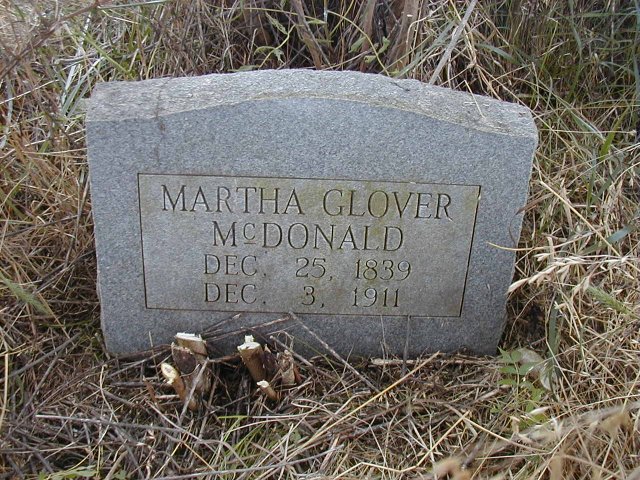 MARTHA GLOVER
McDONALD
DEC. 25, 1839
DEC. 3, 1911